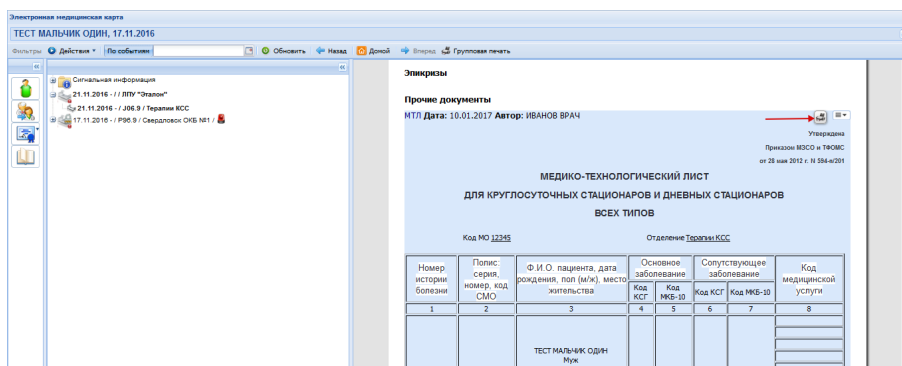 Электронная медицинская карта
ТЕСТ МАЛЬЧИК ОДИН, 17.11.2016
Фильтры Действия По событиям Обновить Назад Домой Вперед Групповая печать
Сигнальная информация
21.11.2016 - / / ЛПУ "Эталон"
21.11.2016 - / J06.9 / Терапии КСС
17.11.2016 - / P96.9 / Свердловск ОКБ №1 /
Эпикризы
Прочие документы
МТЛ Дата: 10.01.2017 Автор: ИВАНОВ ВРАЧ
Утверждена
Приказом МЗСО и ТФОМС
от 28 мая 2012 г. N 594-п/201
МЕДИКО-ТЕХНОЛОГИЧЕСКИЙ ЛИСТ
ДЛЯ КРУГЛОСУТОЧНЫХ СТАЦИОНАРОВ И ДНЕВНЫХ СТАЦИОНАРОВ
ВСЕХ ТИПОВ
Код МО 12345 Отделение Терапии КСС
Номер истории болезни
Полис: серия, номер, код СМО
Ф.И.О. пациента, дата рождения, пол (м/ж), место жительства
Основное заболевание
Сопутствующее заболевание
Код медицинской услуги
Код КСГ
Код МКБ-10
Код КСГ
Код МКБ-10
1 2 3 4 5 6 7 8
ТЕСТ МАЛЬЧИК ОДИН
Муж